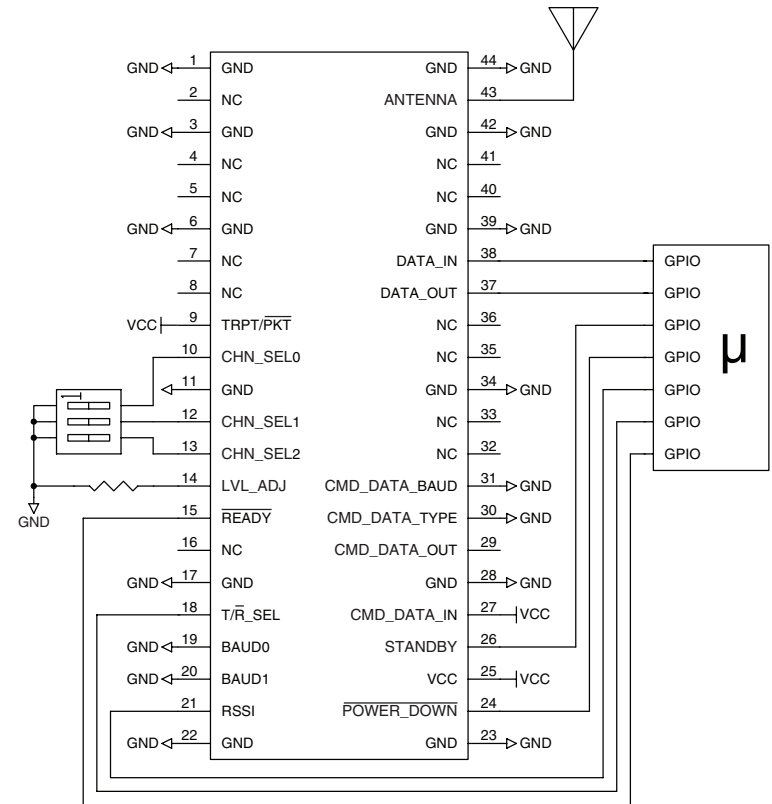 GND 1 GND GND 44 GND
2 NC ANTENNA 43
GND 3 GND GND 42 GND
4 NC NC 41
5 NC NC 40
GND 6 GND GND 39 GND
7 NC DATA_IN 38 GPIO
8 NC DATA_OUT 37 GPIO
VCC 9 TRPT/PKT NC 36 GPIO
10 CHN_SEL0 NC 35 GPIO
11 GND GND 34 GND GPIO
12 CHN_SEL1 NC 33 GPIO
13 CHN_SEL2 NC 32 GPIO
µ
1
14 LVL_ADJ CMD_DATA_BAUD 31 GND
GND 15 READY CMD_DATA_TYPE 30 GND
16 NC CMD_DATA_OUT 29
GND 17 GND GND 28 GND
18 T/R_SEL CMD_DATA_IN 27 VCC
GND 19 BAUD0 STANDBY 26
GND 20 BAUD1 VCC 25 VCC
21 RSSI POWER_DOWN 24
GND 22 GND GND 23 GND